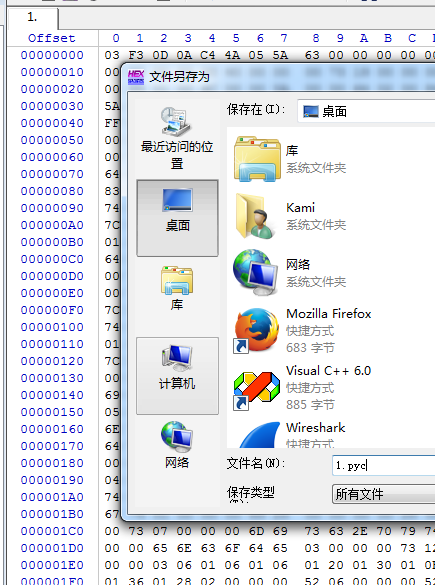 1.
Offset 0 1 2 3 4 5 6 7 8 9 A B C D
00000000 03 F3 0D 0A C4 4A 05 5A 63 00 00 00 00
00000010 00
00000020 00
00000030 5A
00000040 FF
00000050 00
00000060 00
00000070 64
00000080 83
00000090 74
000000A0 7C
000000B0 01
000000C0 64
000000D0 00
000000E0 00
000000F0 7C
00000100 74
00000110 01
00000120 7C
00000130 00
00000140 69
00000150 05
00000160 6E
00000170 64
00000180 00
00000190 04
000001A0 74
000001B0 67
000001C0 00 73 07 00 00 00 6D 69 73 63 2E 70 79 74
000001D0 00 00 65 6E 63 6F 64 65 03 00 00 00 73 12
000001E0 00 00 03 06 01 06 01 06 01 20 01 30 01 0
000001F0 36 01 28 02 00 00 00 52 06 00 00 00 52
HEX
文件另存为
保存在(I):
桌面
最近访问的位置
桌面
库
计算机
网络
库
系统文件夹
Kami
系统文件夹
网络
系统文件夹
Mozilla Firefox
快捷方式
683 字节
Visual C++ 6.0
快捷方式
885 字节
Wireshark
快捷方式
文件名(N):
1.pyc
保存类型
所有文件